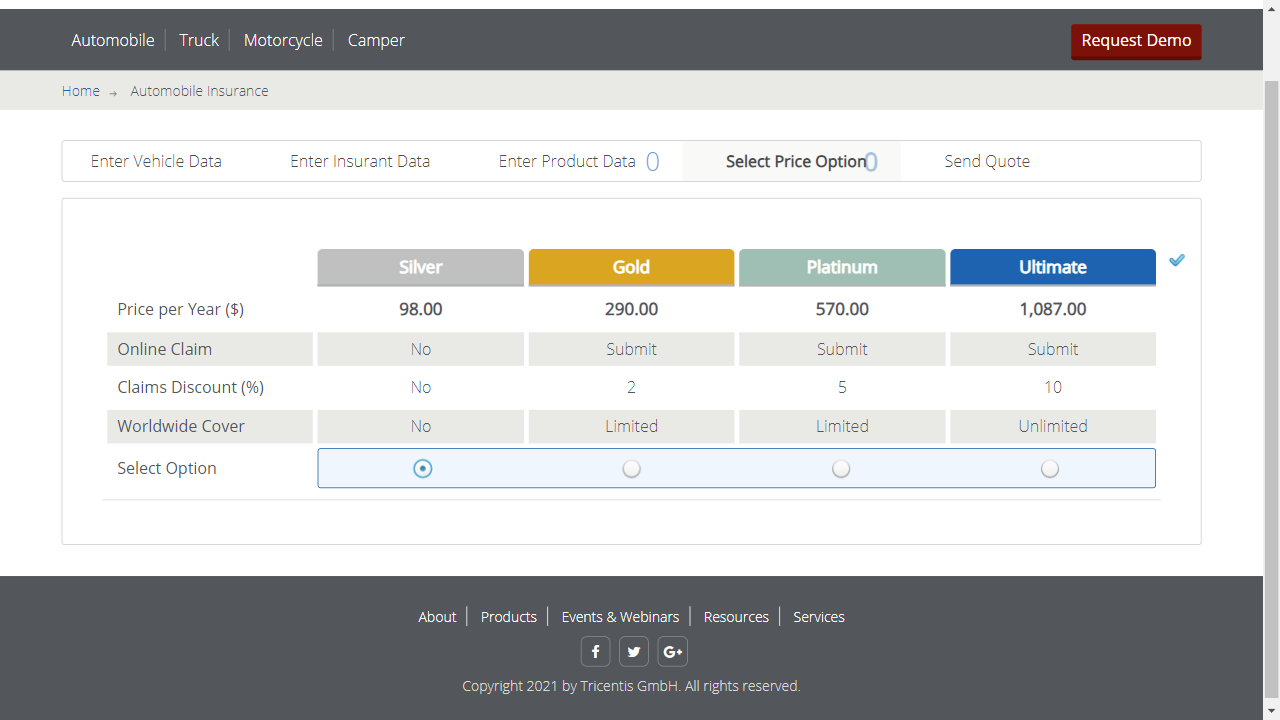 Automobile Truck Motorcycle Camper Request Demo
Home → Automobile Insurance
Enter Vehicle Data Enter Insurant Data Enter Product Data 0 Select Price Option 0 Send Quote
Silver Gold Platinum Ultimate
Price per Year ($) 98.00 290.00 570.00 1,087.00
Online Claim No Submit Submit Submit
Claims Discount (%) No 2 5 10
Worldwide Cover No Limited Limited Unlimited
Select Option
About Products Events & Webinars Resources Services
f G+
Copyright 2021 by Tricentis GmbH. All rights reserved.